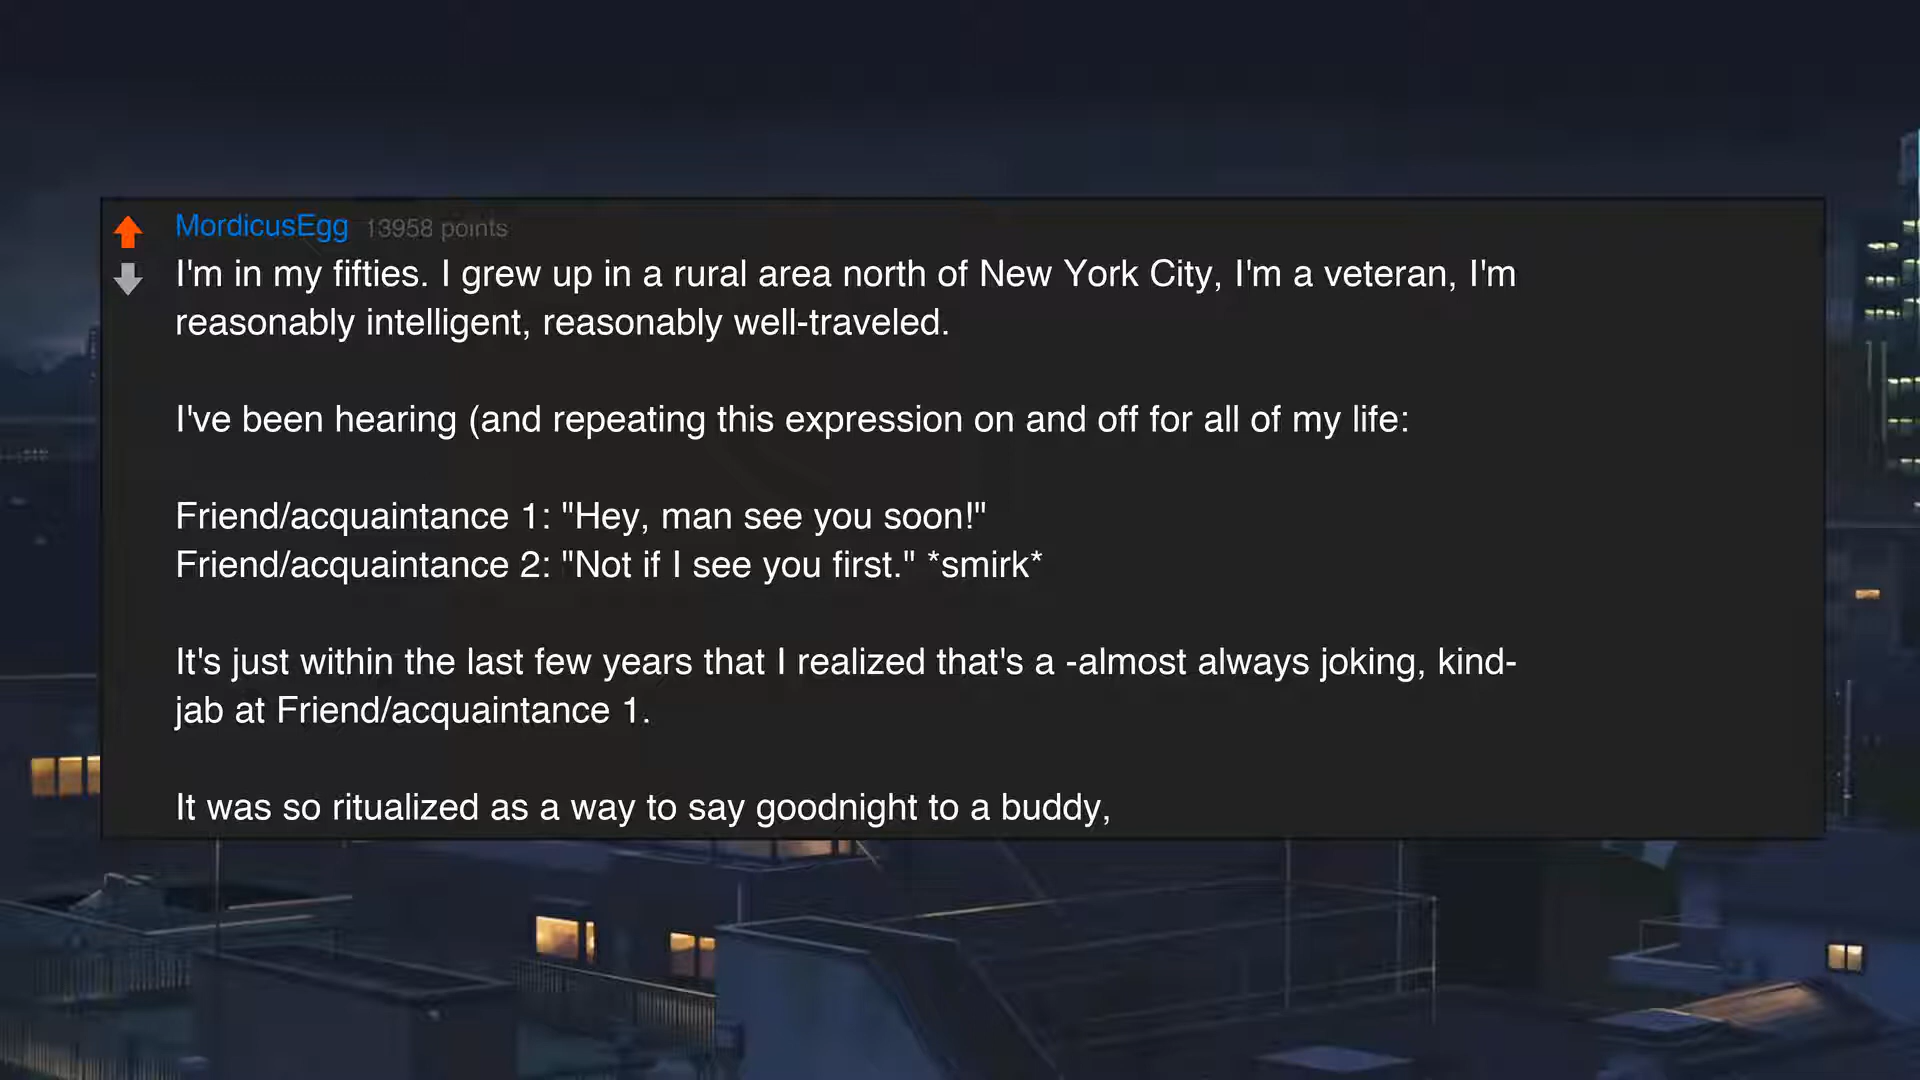 MordicusEgg 13958 points
I'm in my fifties. I grew up in a rural area north of New York City, I'm a veteran, I'm
reasonably intelligent, reasonably well-traveled.
I've been hearing (and repeating this expression on and off for all of my life:
Friend/acquaintance 1: "Hey, man see you soon!"
Friend/acquaintance 2: "Not if I see you first." *smirk*
It's just within the last few years that I realized that's a -almost always joking, kind-
jab at Friend/acquaintance 1.
It was so ritualized as a way to say goodnight to a buddy,